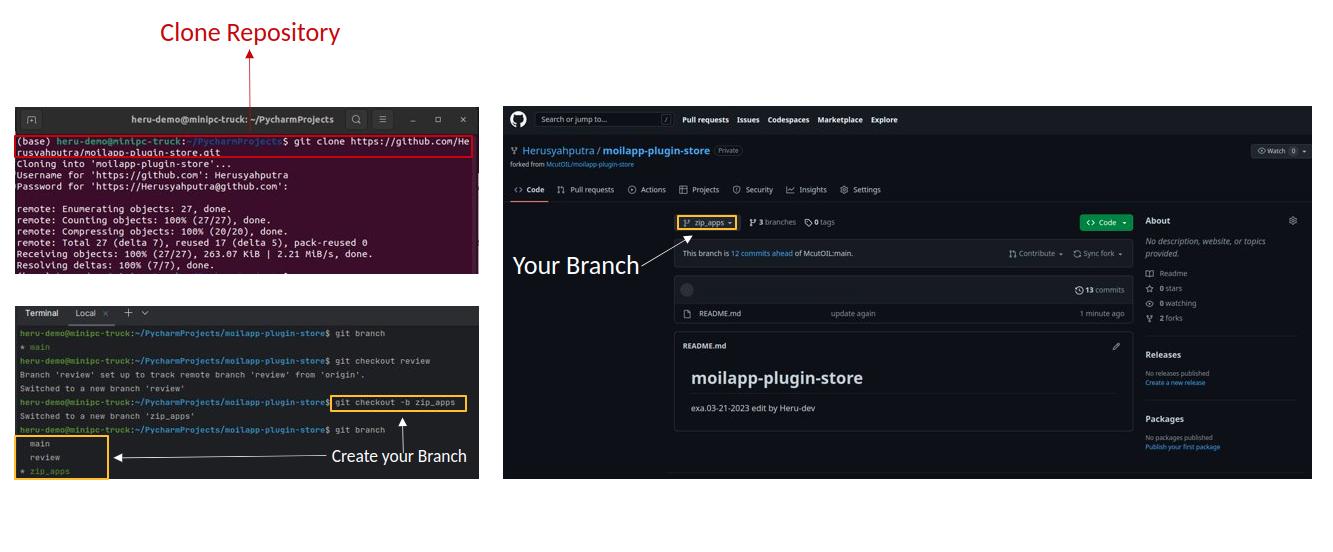 Clone Repository
heru-demo@minipc-truck: ~/PycharmProjects
(base) heru-demo@minipc-truck:~/PycharmProjects$ git clone https://github.com/He
rusyahputra/moilapp-plugin-store.git
Cloning into 'moilapp-plugin-store'...
Username for 'https://github.com': Herusyahputra
Password for 'https://Herusyahputra@github.com':
remote: Enumerating objects: 27, done.
remote: Counting objects: 100% (27/27), done.
remote: Compressing objects: 100% (20/20), done.
remote: Total 27 (delta 7), reused 17 (delta 5), pack-reused 0
Receiving objects: 100% (27/27), 263.07 KiB | 2.21 MiB/s, done.
Resolving deltas: 100% (7/7), done.
Terminal Local × + 
heru-demo@minipc-truck:~/PycharmProjects/moilapp-plugin-store$ git branch
* main
heru-demo@minipc-truck:~/PycharmProjects/moilapp-plugin-store$ git checkout review
Branch 'review' set up to track remote branch 'review' from 'origin'.
Switched to a new branch 'review'
heru-demo@minipc-truck:~/PycharmProjects/moilapp-plugin-store$ git checkout -b zip_apps
Switched to a new branch 'zip_apps'
heru-demo@minipc-truck:~/PycharmProjects/moilapp-plugin-store$ git branch
main
review
* zip_apps
Create your Branch
Search or jump to... /
Pull requests Issues Codespaces Marketplace Explore
Herusyahputra / moilapp-plugin-store Private
forked from McutOIL/moilapp-plugin-store
Watch 0
<> Code Pull requests Actions Projects Security Insights Settings
zip_apps 3 branches 0 tags
<> Code
Your Branch
This branch is 12 commits ahead of McutOIL:main.
Contribute Sync fork
13 commits
README.md update again 1 minute ago
README.md
moilapp-plugin-store
exa.03-21-2023 edit by Heru-dev
About
No description, website, or topics
provided.
Readme
0 stars
0 watching
2 forks
Releases
No releases published
Create a new release
Packages
No packages published
Publish your first package